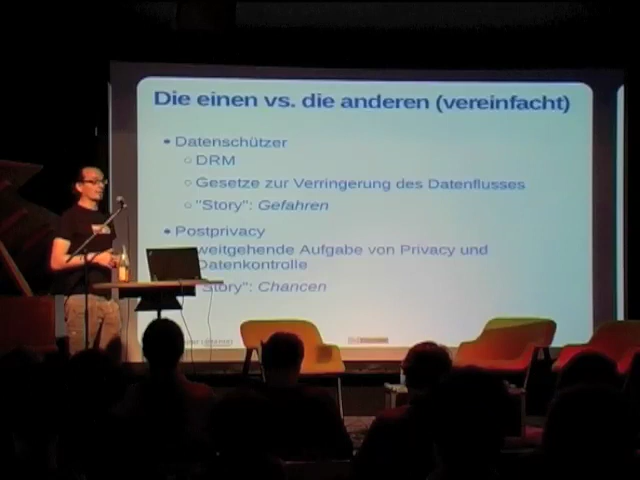 Die einen vs. die anderen (vereinfacht)
• Datenschützer
○ DRM
○ Gesetze zur Verringerung des Datenflusses
○ "Story": Gefahren
• Postprivacy
weitgehende Aufgabe von Privacy und
Datenkontrolle
"Story": Chancen